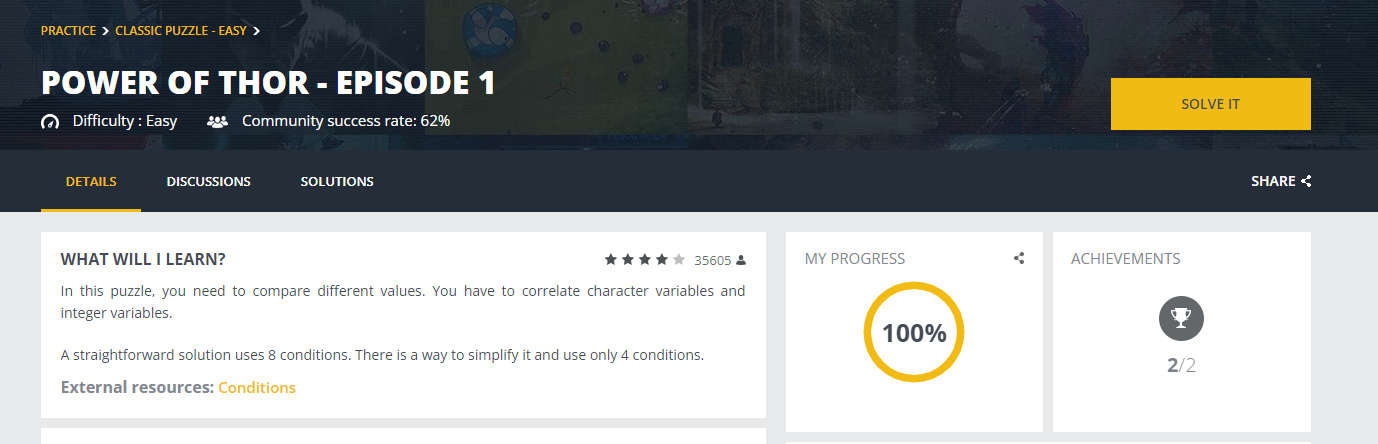 PRACTICE > CLASSIC PUZZLE - EASY >
POWER OF THOR - EPISODE 1
Difficulty : Easy Community success rate: 62%
SOLVE IT
DETAILS DISCUSSIONS SOLUTIONS SHARE
WHAT WILL I LEARN? 35605
In this puzzle, you need to compare different values. You have to correlate character variables and
integer variables.
A straightforward solution uses 8 conditions. There is a way to simplify it and use only 4 conditions.
External resources: Conditions
MY PROGRESS
100%
ACHIEVEMENTS
2/2